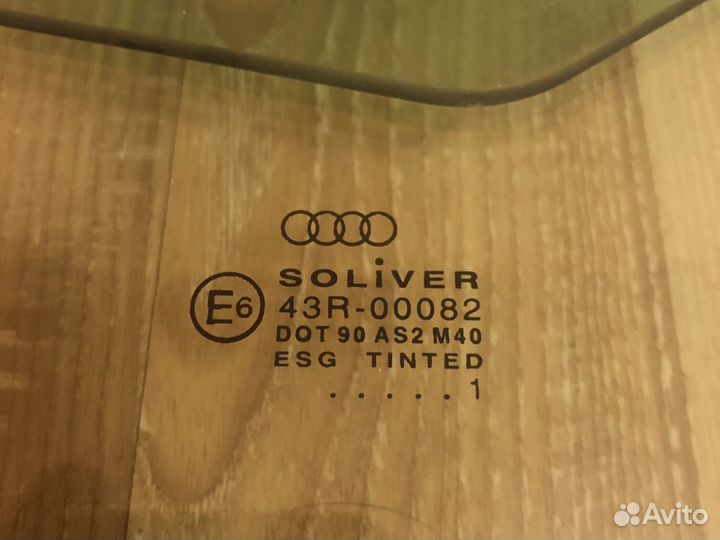 SOLiVER
E6 43R-00082
DOT 90 AS2 M40
ESG TINTED
. . . . . 1
Avito